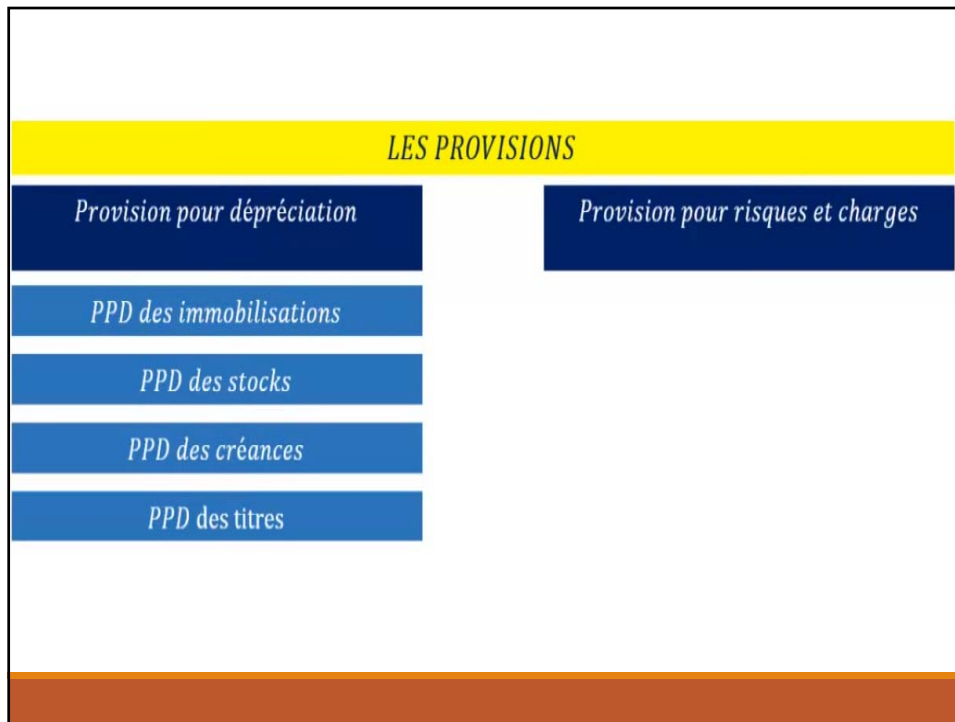 LES PROVISIONS
Provision pour dépréciation
Provision pour risques et charges
PPD des immobilisations
PPD des stocks
PPD des créances
PPD des titres